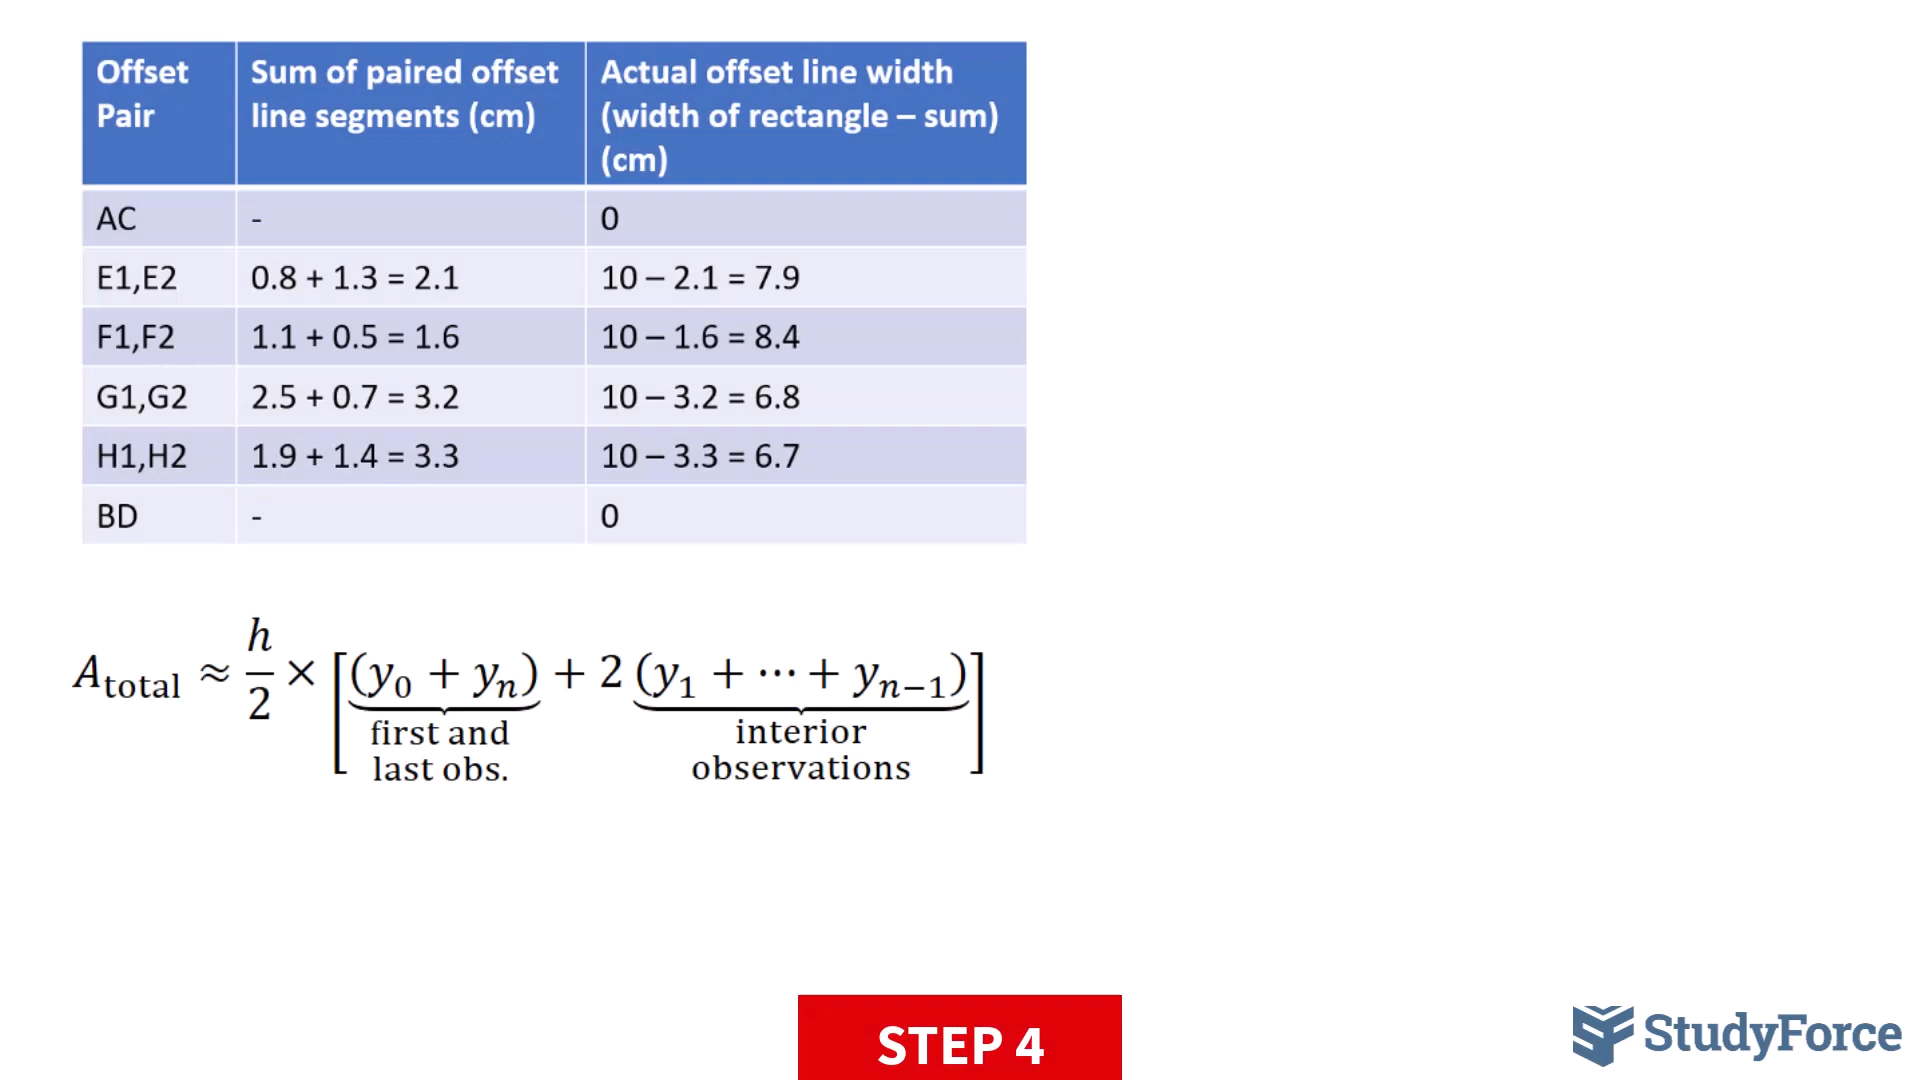 Offset Pair | Sum of paired offset line segments (cm) | Actual offset line width (width of rectangle – sum) (cm)
AC | - | 0
E1,E2 | 0.8 + 1.3 = 2.1 | 10 – 2.1 = 7.9
F1,F2 | 1.1 + 0.5 = 1.6 | 10 – 1.6 = 8.4
G1,G2 | 2.5 + 0.7 = 3.2 | 10 – 3.2 = 6.8
H1,H2 | 1.9 + 1.4 = 3.3 | 10 – 3.3 = 6.7
BD | - | 0
A_total ≈ h/2 × [(y₀ + yₙ) + 2 (y₁ + ⋯ + yₙ₋₁)]
first and last obs.
interior observations
STEP 4
StudyForce